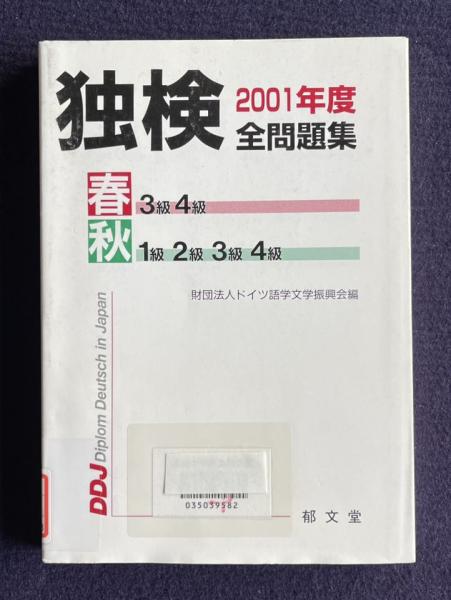 独検
2001年度
全問題集
春 3級 4級
秋 1級 2級 3級 4級
財団法人ドイツ語学文学振興会編
DDJ Diplom Deutsch in Japan
035039582
郁文堂